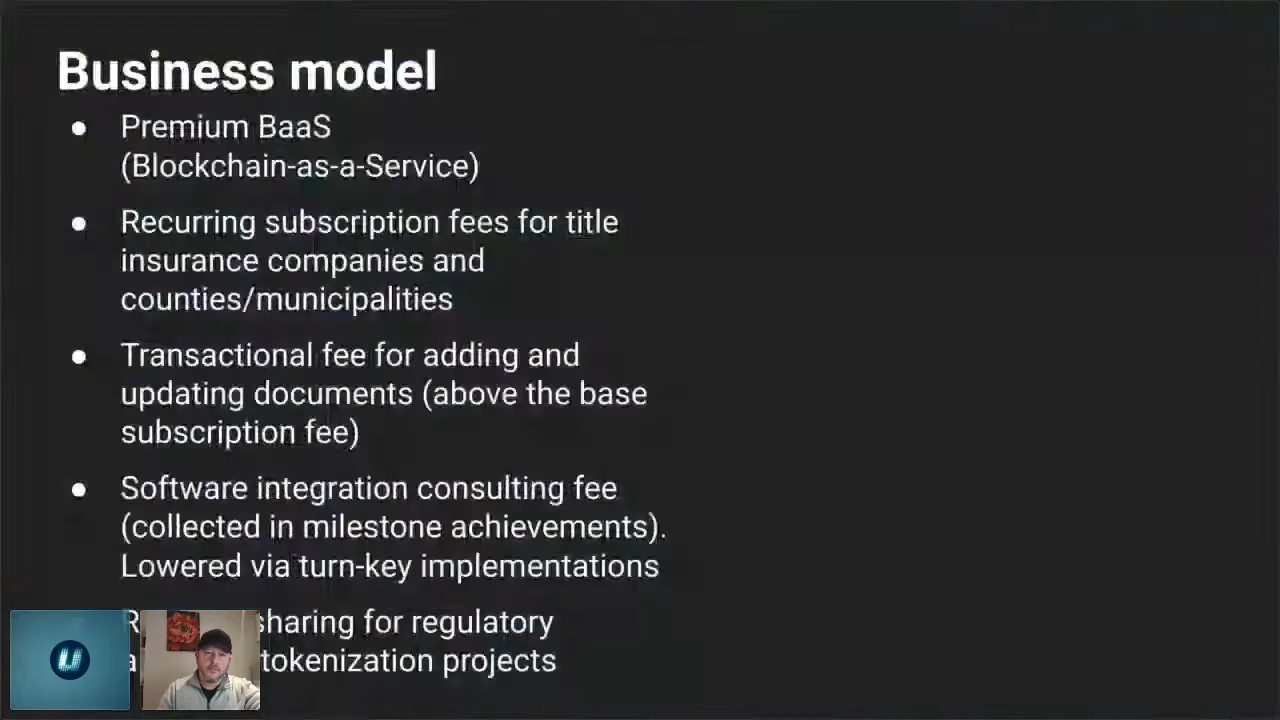 Business model
● Premium BaaS
(Blockchain-as-a-Service)
● Recurring subscription fees for title
insurance companies and
counties/municipalities
● Transactional fee for adding and
updating documents (above the base
subscription fee)
● Software integration consulting fee
(collected in milestone achievements).
Lowered via turn-key implementations
sharing for regulatory
tokenization projects
U